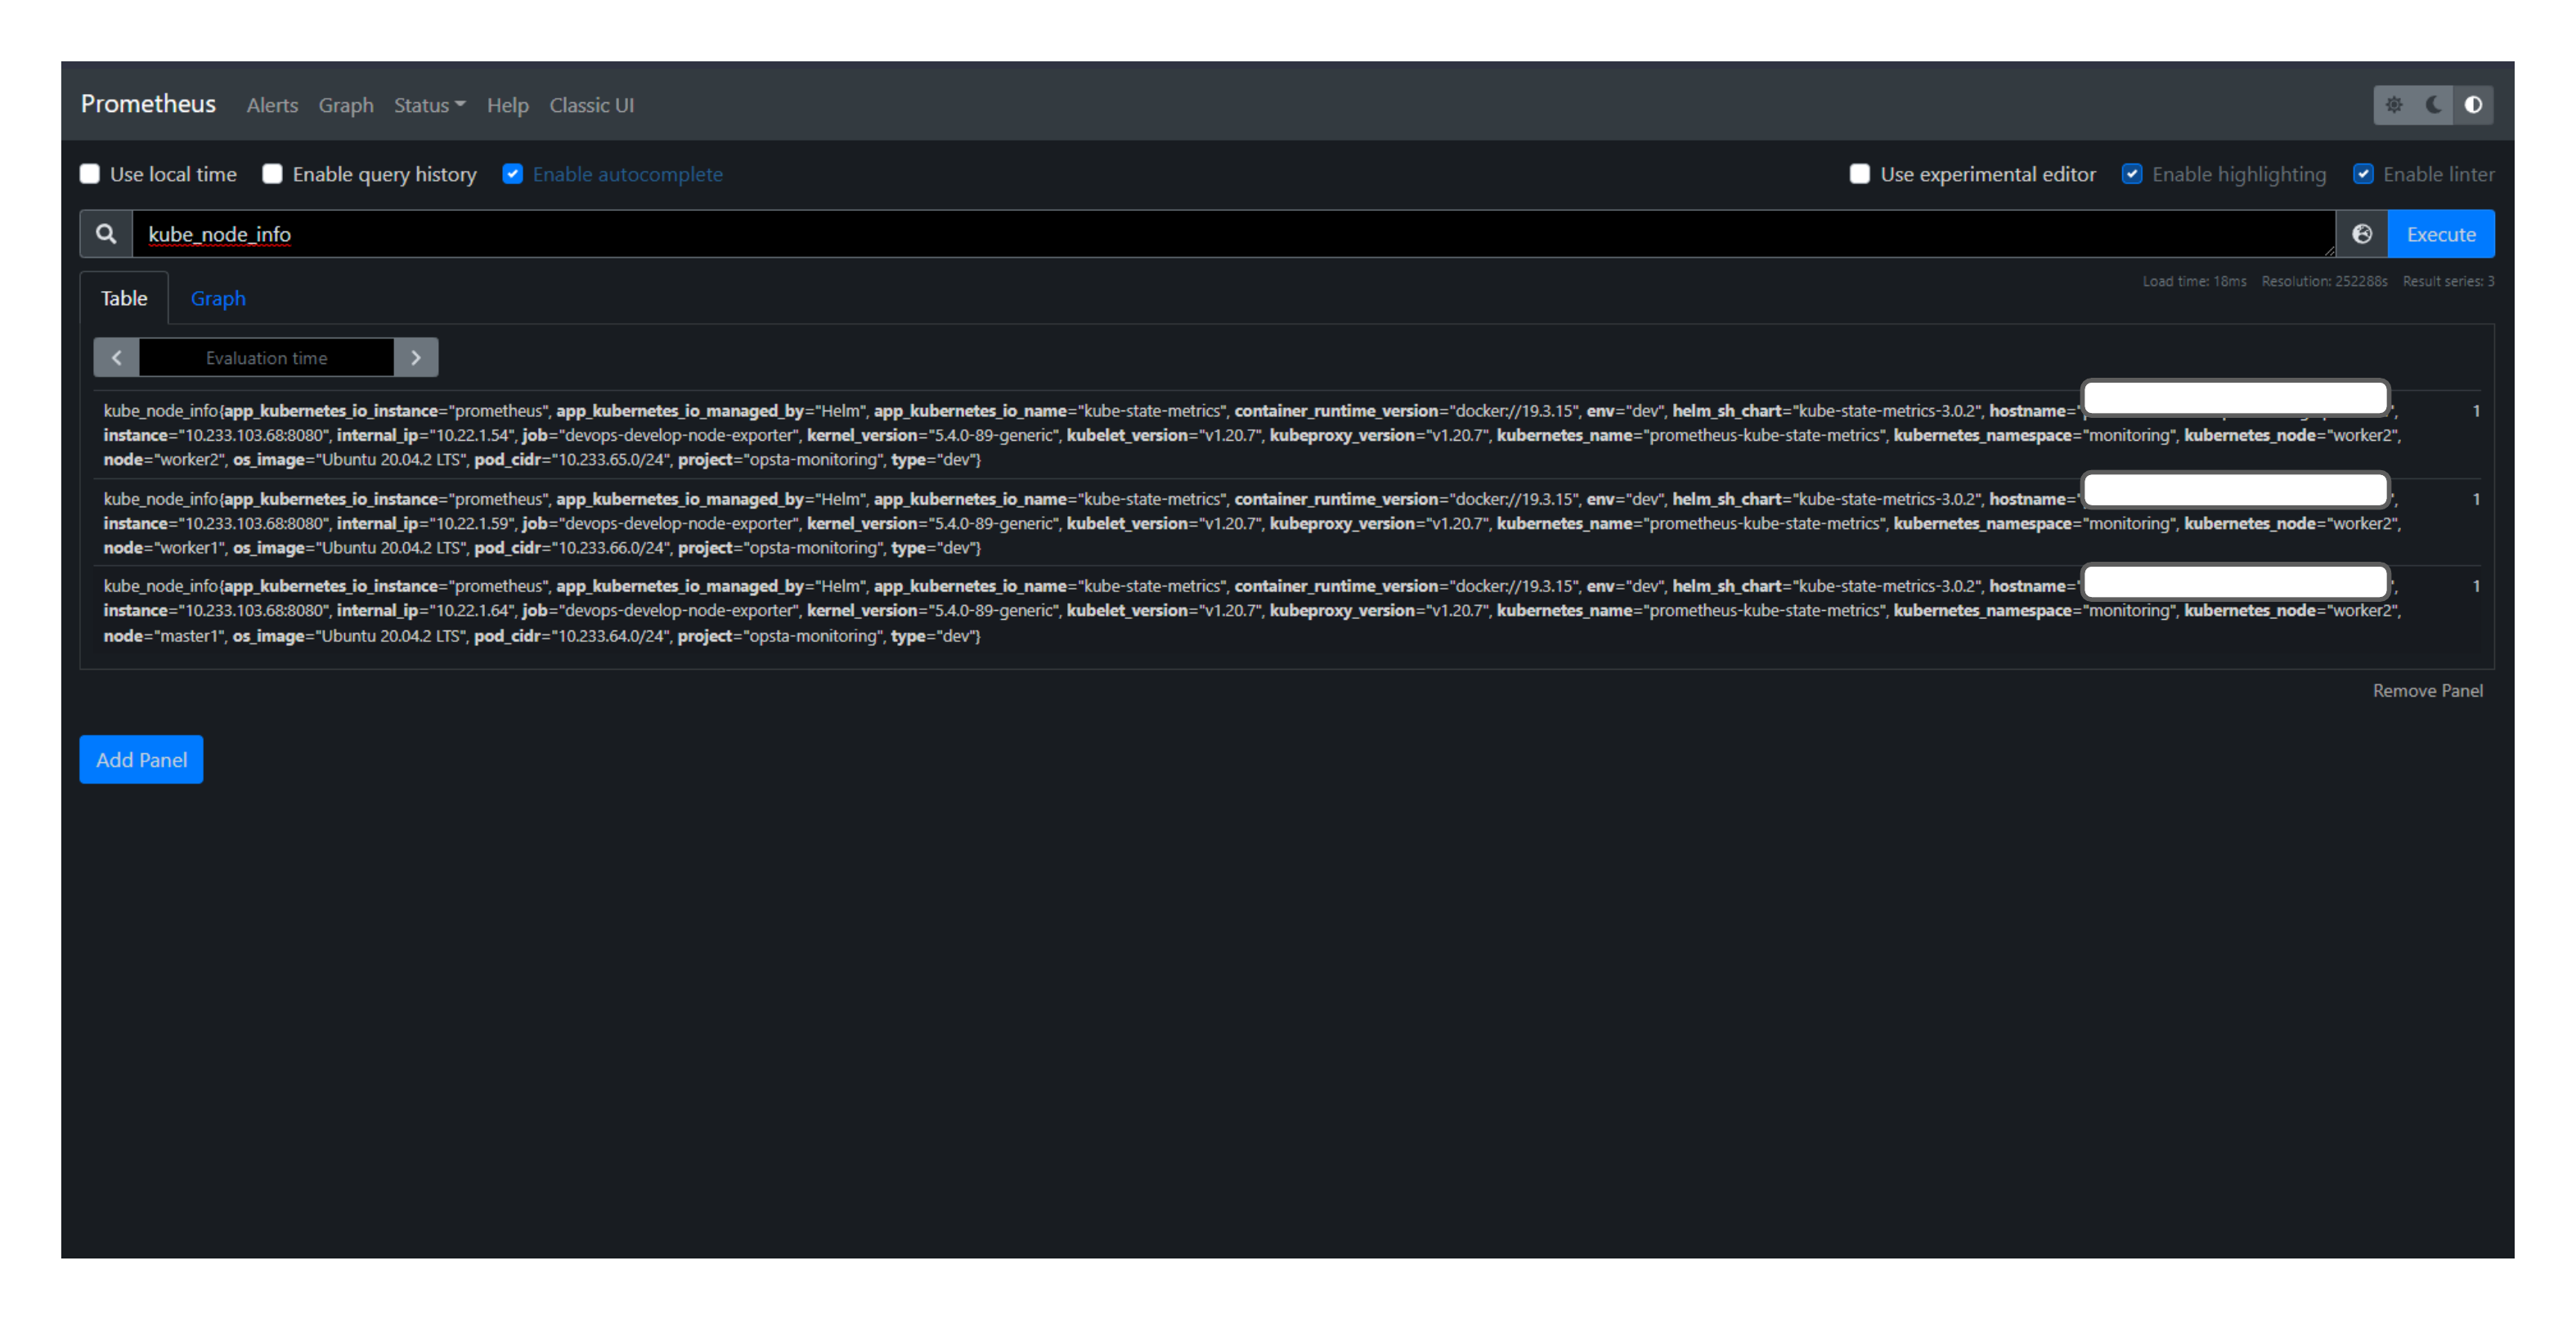 Prometheus Alerts Graph Status Help Classic UI
Use local time Enable query history Enable autocomplete Use experimental editor Enable highlighting Enable linter
kube_node_info Execute
Load time: 18ms Resolution: 252288s Result series: 3
Table Graph
Evaluation time
kube_node_info{app_kubernetes_io_instance="prometheus", app_kubernetes_io_managed_by="Helm", app_kubernetes_io_name="kube-state-metrics", container_runtime_version="docker://19.3.15", env="dev", helm_sh_chart="kube-state-metrics-3.0.2", hostname=" ", 1
instance="10.233.103.68:8080", internal_ip="10.22.1.54", job="devops-develop-node-exporter", kernel_version="5.4.0-89-generic", kubelet_version="v1.20.7", kubeproxy_version="v1.20.7", kubernetes_name="prometheus-kube-state-metrics", kubernetes_namespace="monitoring", kubernetes_node="worker2",
node="worker2", os_image="Ubuntu 20.04.2 LTS", pod_cidr="10.233.65.0/24", project="opsta-monitoring", type="dev"}
kube_node_info{app_kubernetes_io_instance="prometheus", app_kubernetes_io_managed_by="Helm", app_kubernetes_io_name="kube-state-metrics", container_runtime_version="docker://19.3.15", env="dev", helm_sh_chart="kube-state-metrics-3.0.2", hostname=" ", 1
instance="10.233.103.68:8080", internal_ip="10.22.1.59", job="devops-develop-node-exporter", kernel_version="5.4.0-89-generic", kubelet_version="v1.20.7", kubeproxy_version="v1.20.7", kubernetes_name="prometheus-kube-state-metrics", kubernetes_namespace="monitoring", kubernetes_node="worker2",
node="worker1", os_image="Ubuntu 20.04.2 LTS", pod_cidr="10.233.66.0/24", project="opsta-monitoring", type="dev"}
kube_node_info{app_kubernetes_io_instance="prometheus", app_kubernetes_io_managed_by="Helm", app_kubernetes_io_name="kube-state-metrics", container_runtime_version="docker://19.3.15", env="dev", helm_sh_chart="kube-state-metrics-3.0.2", hostname=" ", 1
instance="10.233.103.68:8080", internal_ip="10.22.1.64", job="devops-develop-node-exporter", kernel_version="5.4.0-89-generic", kubelet_version="v1.20.7", kubeproxy_version="v1.20.7", kubernetes_name="prometheus-kube-state-metrics", kubernetes_namespace="monitoring", kubernetes_node="worker2",
node="master1", os_image="Ubuntu 20.04.2 LTS", pod_cidr="10.233.64.0/24", project="opsta-monitoring", type="dev"}
Remove Panel
Add Panel